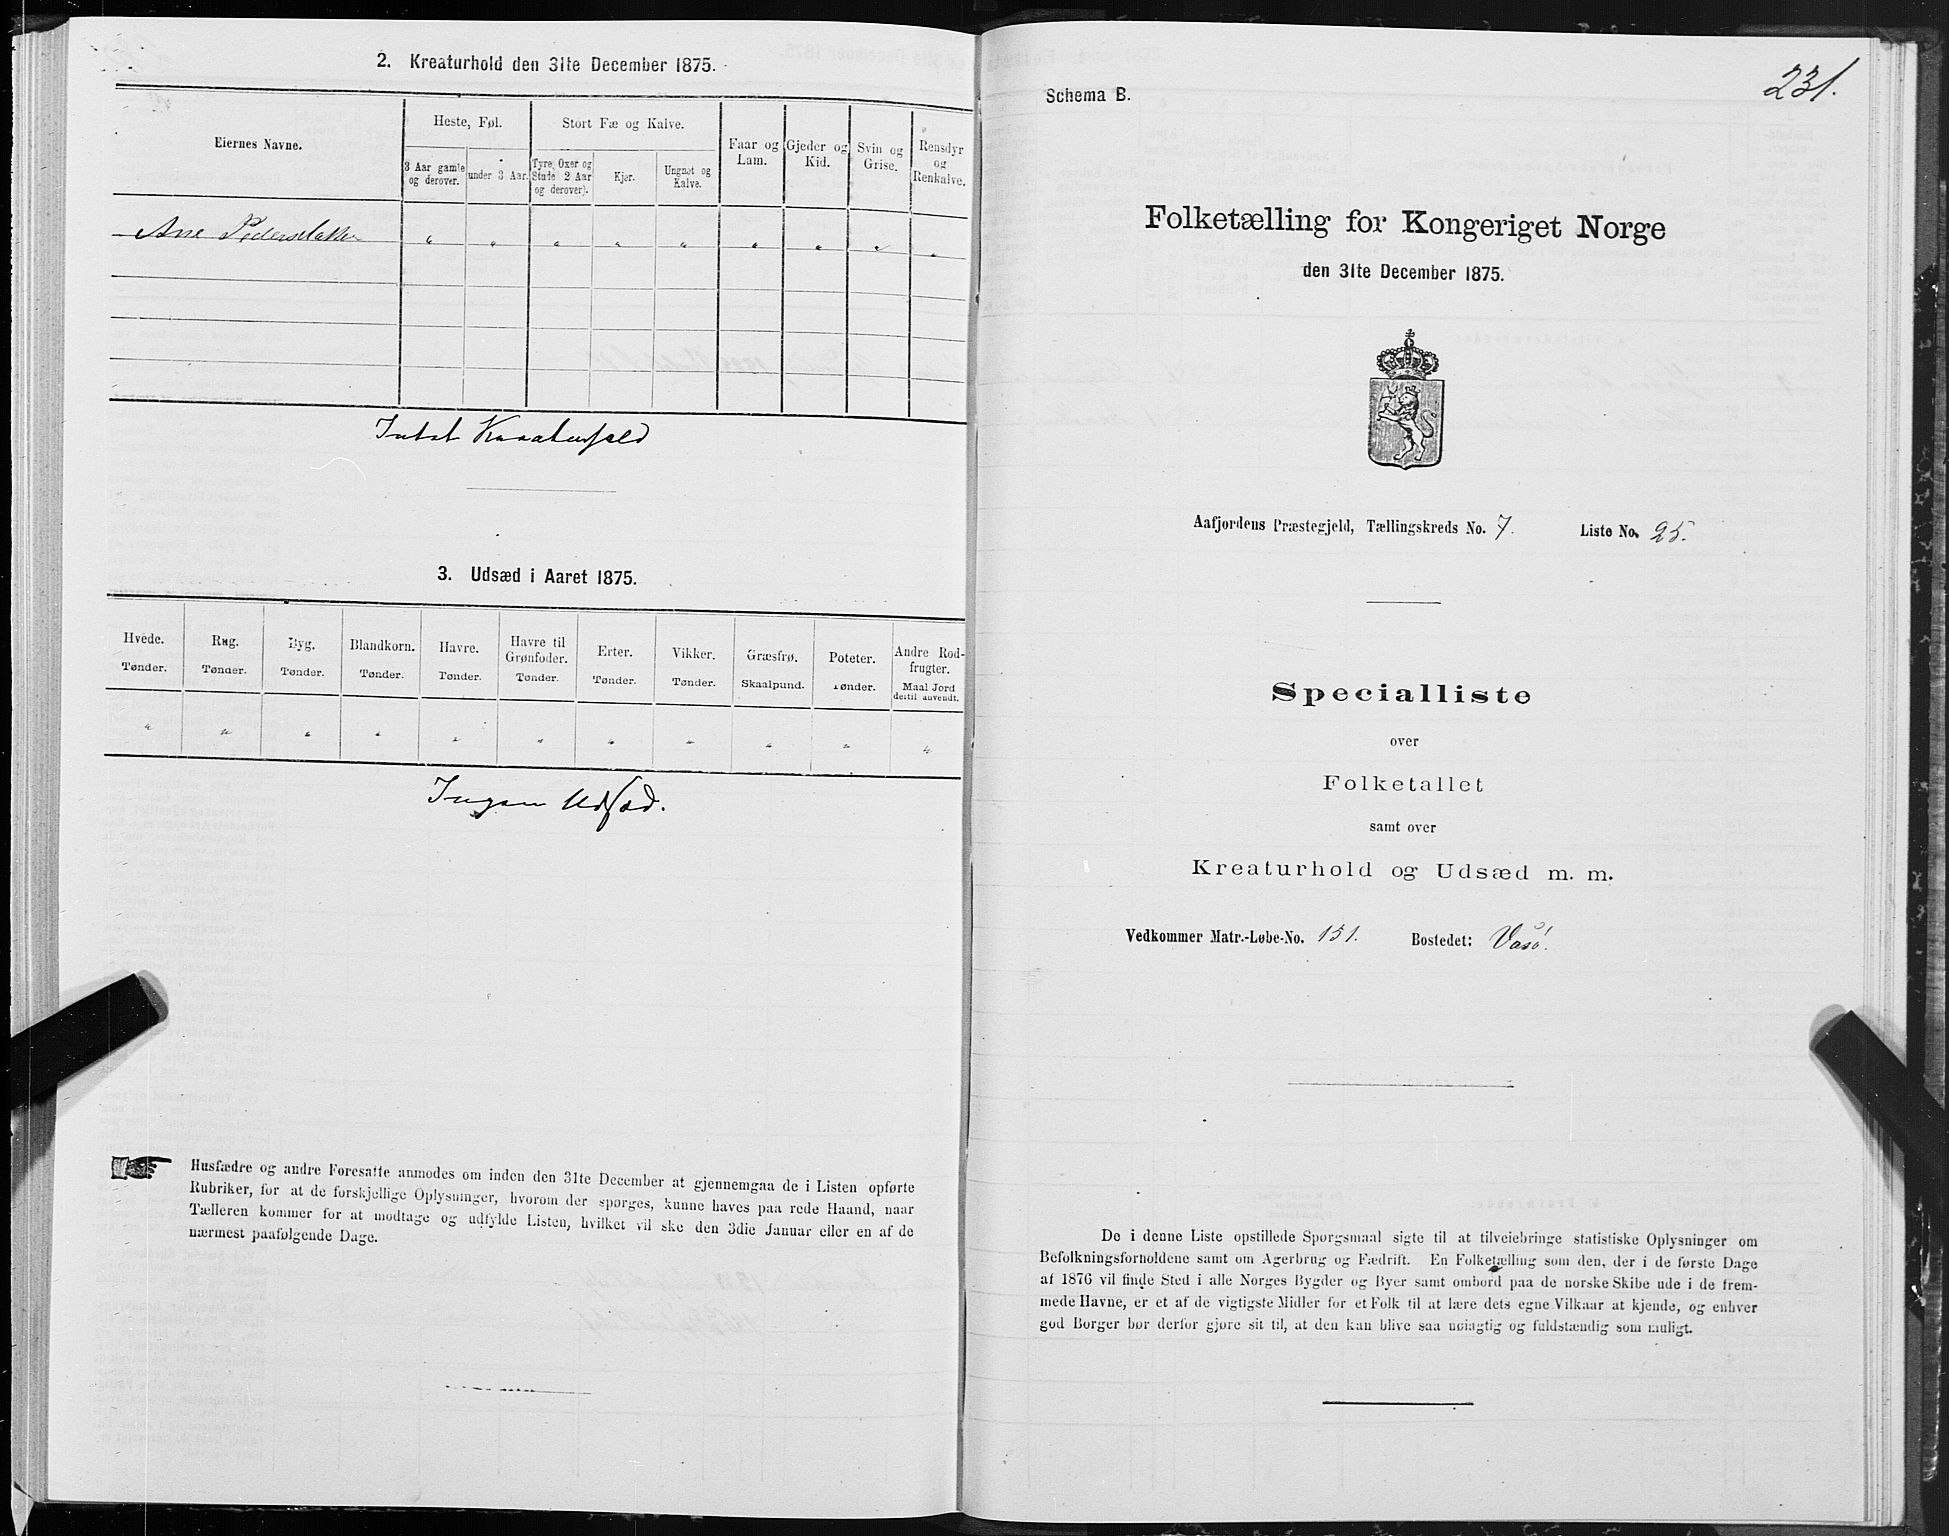 2. Kreaturhold den 31te December 1875.
Eiernes Navne.
Heste, Føl.
Stort Fæ og Kalve.
Faar og Lam.
Gjeder og Kid.
Svin og Grise.
Rensdyr og Renkalve.
3 Aar gamle og derover.
under 3 Aar.
Tyre, Oxer og Stude 2 Aar og derover).
Kjør.
Ungnøt og Kalve.
Ane Pedersdatter " " " " " " " " "
Intet Kreaturhold
3. Udsæd i Aaret 1875.
Hvede. Tønder.
Rug. Tønder.
Byg. Tønder.
Blandkorn. Tønder.
Havre. Tønder.
Havre til Grønfoder. Tønder.
Erter. Tønder.
Vikker. Tønder.
Græsfrø. Skaalpund.
Poteter. Tønder.
Andre Rodfrugter. Maal Jord dertil anvendt.
" " " " " " " " " " "
Ingen Udsæd.
Husfædre og andre Foresatte anmodes om inden den 31te December at gjennemgaa de i Listen opførte
Rubriker, for at de forskjellige Oplysninger, hvorom der spørges, kunne haves paa rede Haand, naar
Tælleren kommer for at modtage og udfylde Listen, hvilket vil ske den 3die Januar eller en af de
nærmest paafølgende Dage.
231.
Schema B.
Folketælling for Kongeriget Norge
den 31te December 1875.
Aafjordens Præstegjeld, Tællingskreds No. 7. Liste No. 25.
Specialliste
over
Folketallet
samt over
Kreaturhold og Udsæd m. m.
Vedkommer Matr.-Løbe-No. 151. Bostedet: Vasö.
De i denne Liste opstillede Spørgsmaal sigte til at tilveiebringe statistiske Oplysninger om
Befolkningsforholdene samt om Agerbrug og Fædrift. En Folketælling som den, der i de første Dage
af 1876 vil finde Sted i alle Norges Bygder og Byer samt ombord paa de norske Skibe ude i de frem-
mede Havne, er et af de vigtigste Midler for et Folk til at lære dets egne Vilkaar at kjende, og enhver
god Borger bør derfor gjøre sit til, at den kan blive saa nøiagtig og fuldstændig som muligt.